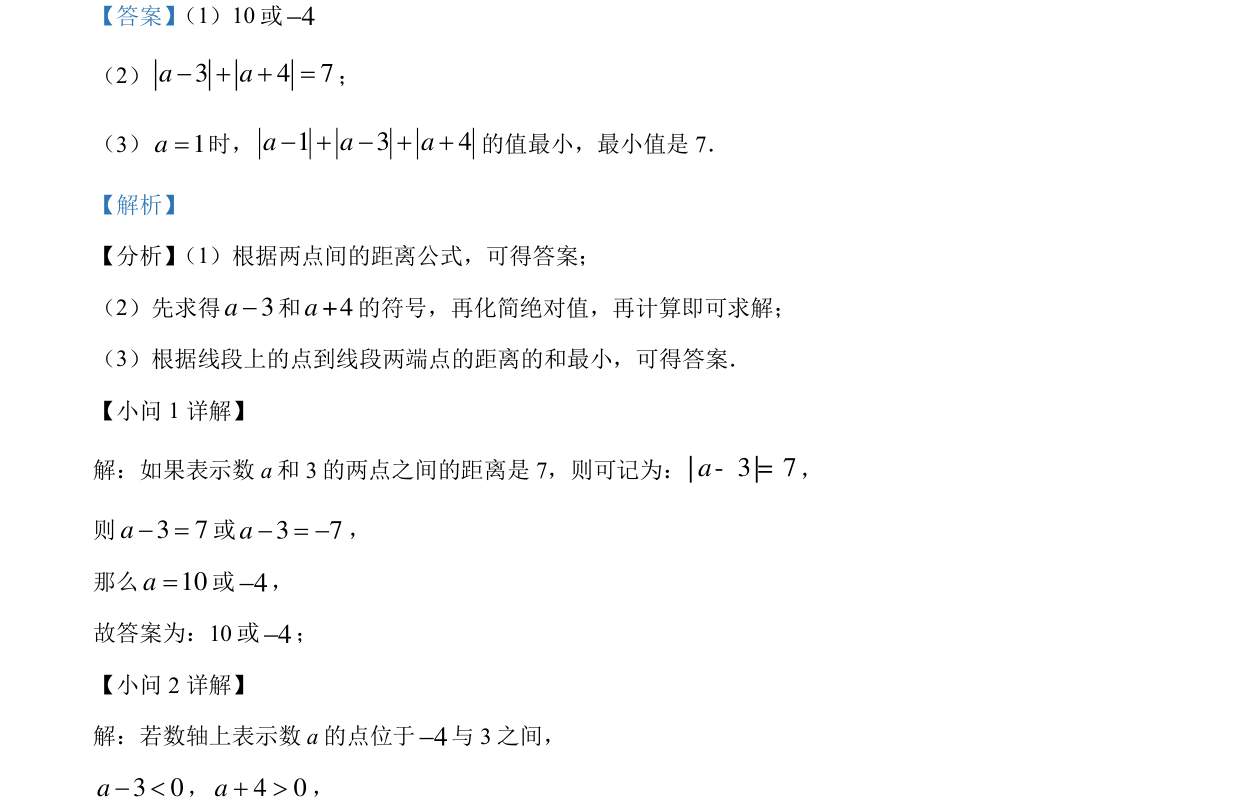 【答案】（1）10 或 –4
（2）|a−3|+|a+4|=7；
（3）a=1时，|a−1|+|a−3|+|a+4| 的值最小，最小值是 7．
【解析】
【分析】（1）根据两点间的距离公式，可得答案；
（2）先求得 a−3 和 a+4 的符号，再化简绝对值，再计算即可求解；
（3）根据线段上的点到线段两端点的距离的和最小，可得答案．
【小问 1 详解】
解：如果表示数 a 和 3 的两点之间的距离是 7，则可记为：|a- 3|= 7，
则 a−3=7 或 a−3=–7，
那么 a=10 或 –4，
故答案为：10 或 –4；
【小问 2 详解】
解：若数轴上表示数 a 的点位于 –4 与 3 之间，
a−3<0，a+4>0，